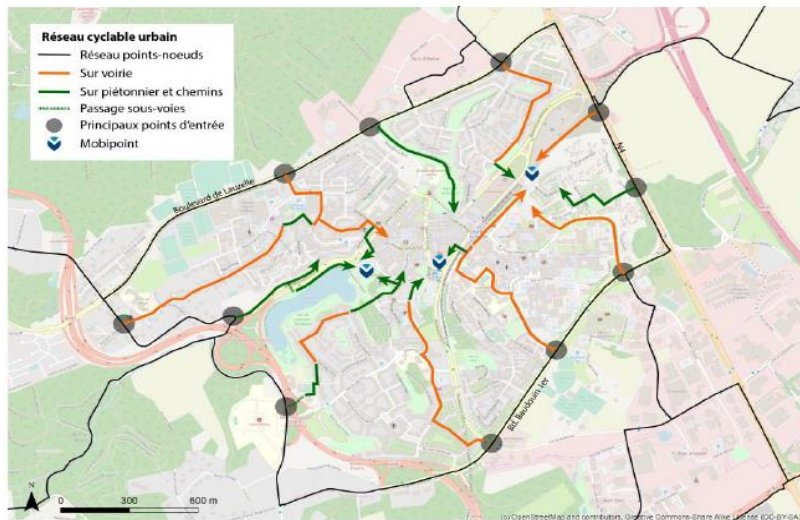 Réseau cyclable urbain
Réseau points-noeuds
Sur voirie
Sur piétonnier et chemins
Passage sous-voies
Principaux points d'entrée
Mobipoint
Boulevard de Lauzelle
N4
Bd. Baudouin 1er
N
0 300 600 m
(c) OpenStreetMap and contributors, Creative Commons-Share Alike License (CC-BY-SA)